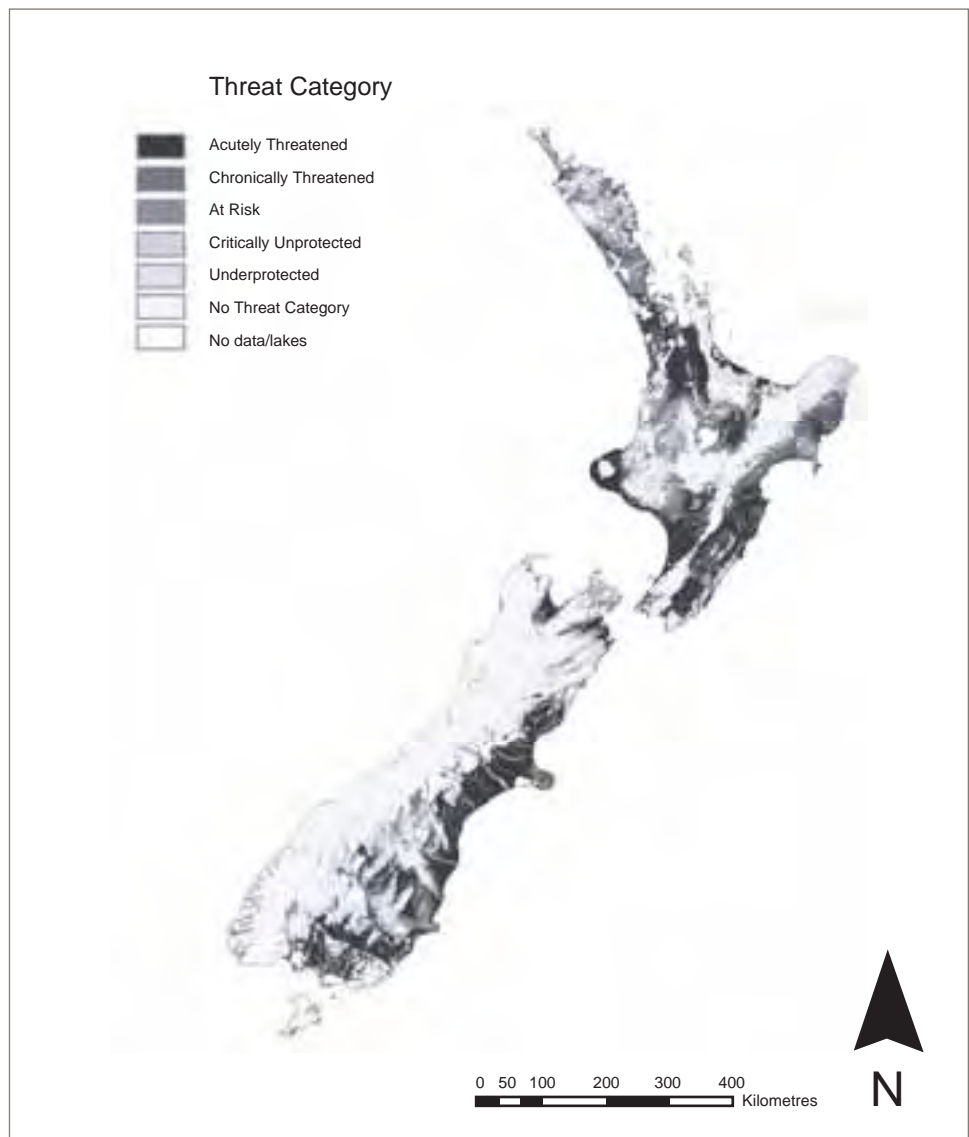 Threat Category
Acutely Threatened
Chronically Threatened
At Risk
Critically Unprotected
Underprotected
No Threat Category
No data/lakes
0 50 100 200 300 400
Kilometres
N